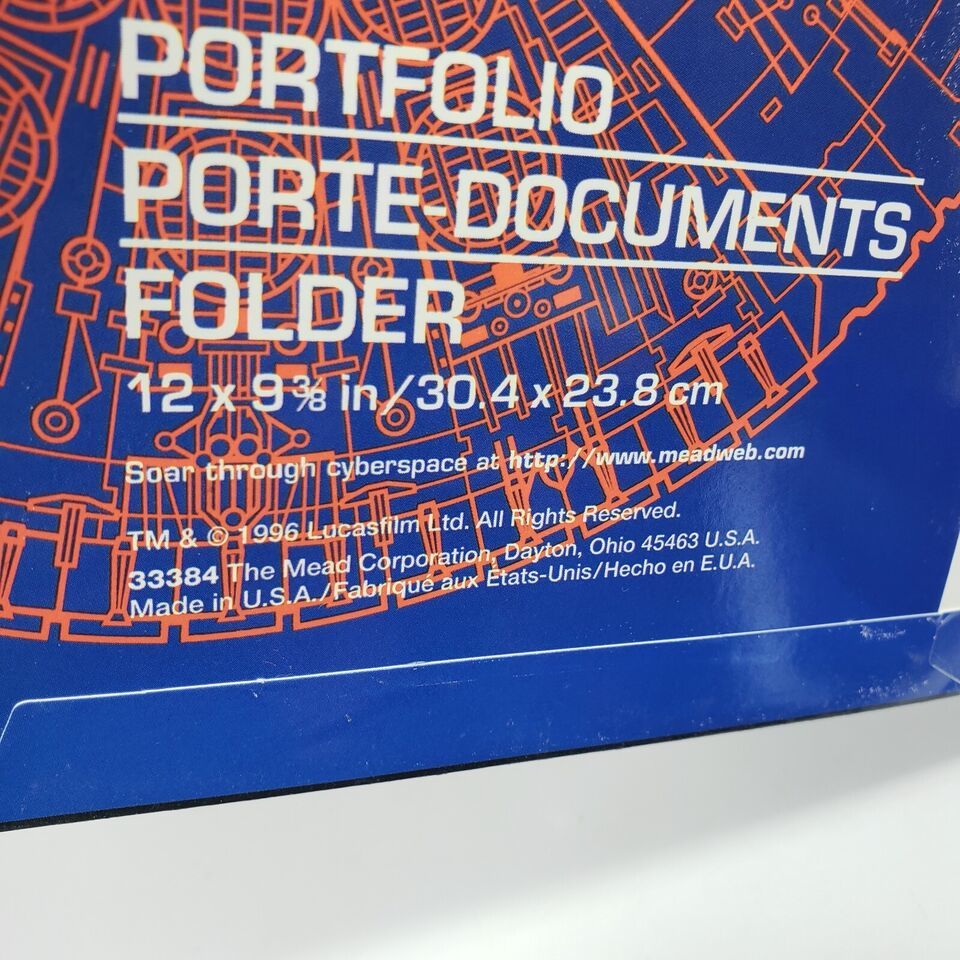 PORTFOLIO
PORTE-DOCUMENTS
FOLDER
12 x 9 3/8 in/30.4 x 23.8 cm
Soar through cyberspace at http://www.meadweb.com
TM & © 1996 Lucasfilm Ltd. All Rights Reserved.
33384 The Mead Corporation, Dayton, Ohio 45463 U.S.A.
Made in U.S.A./Fabriqué aux États-Unis/Hecho en E.U.A.